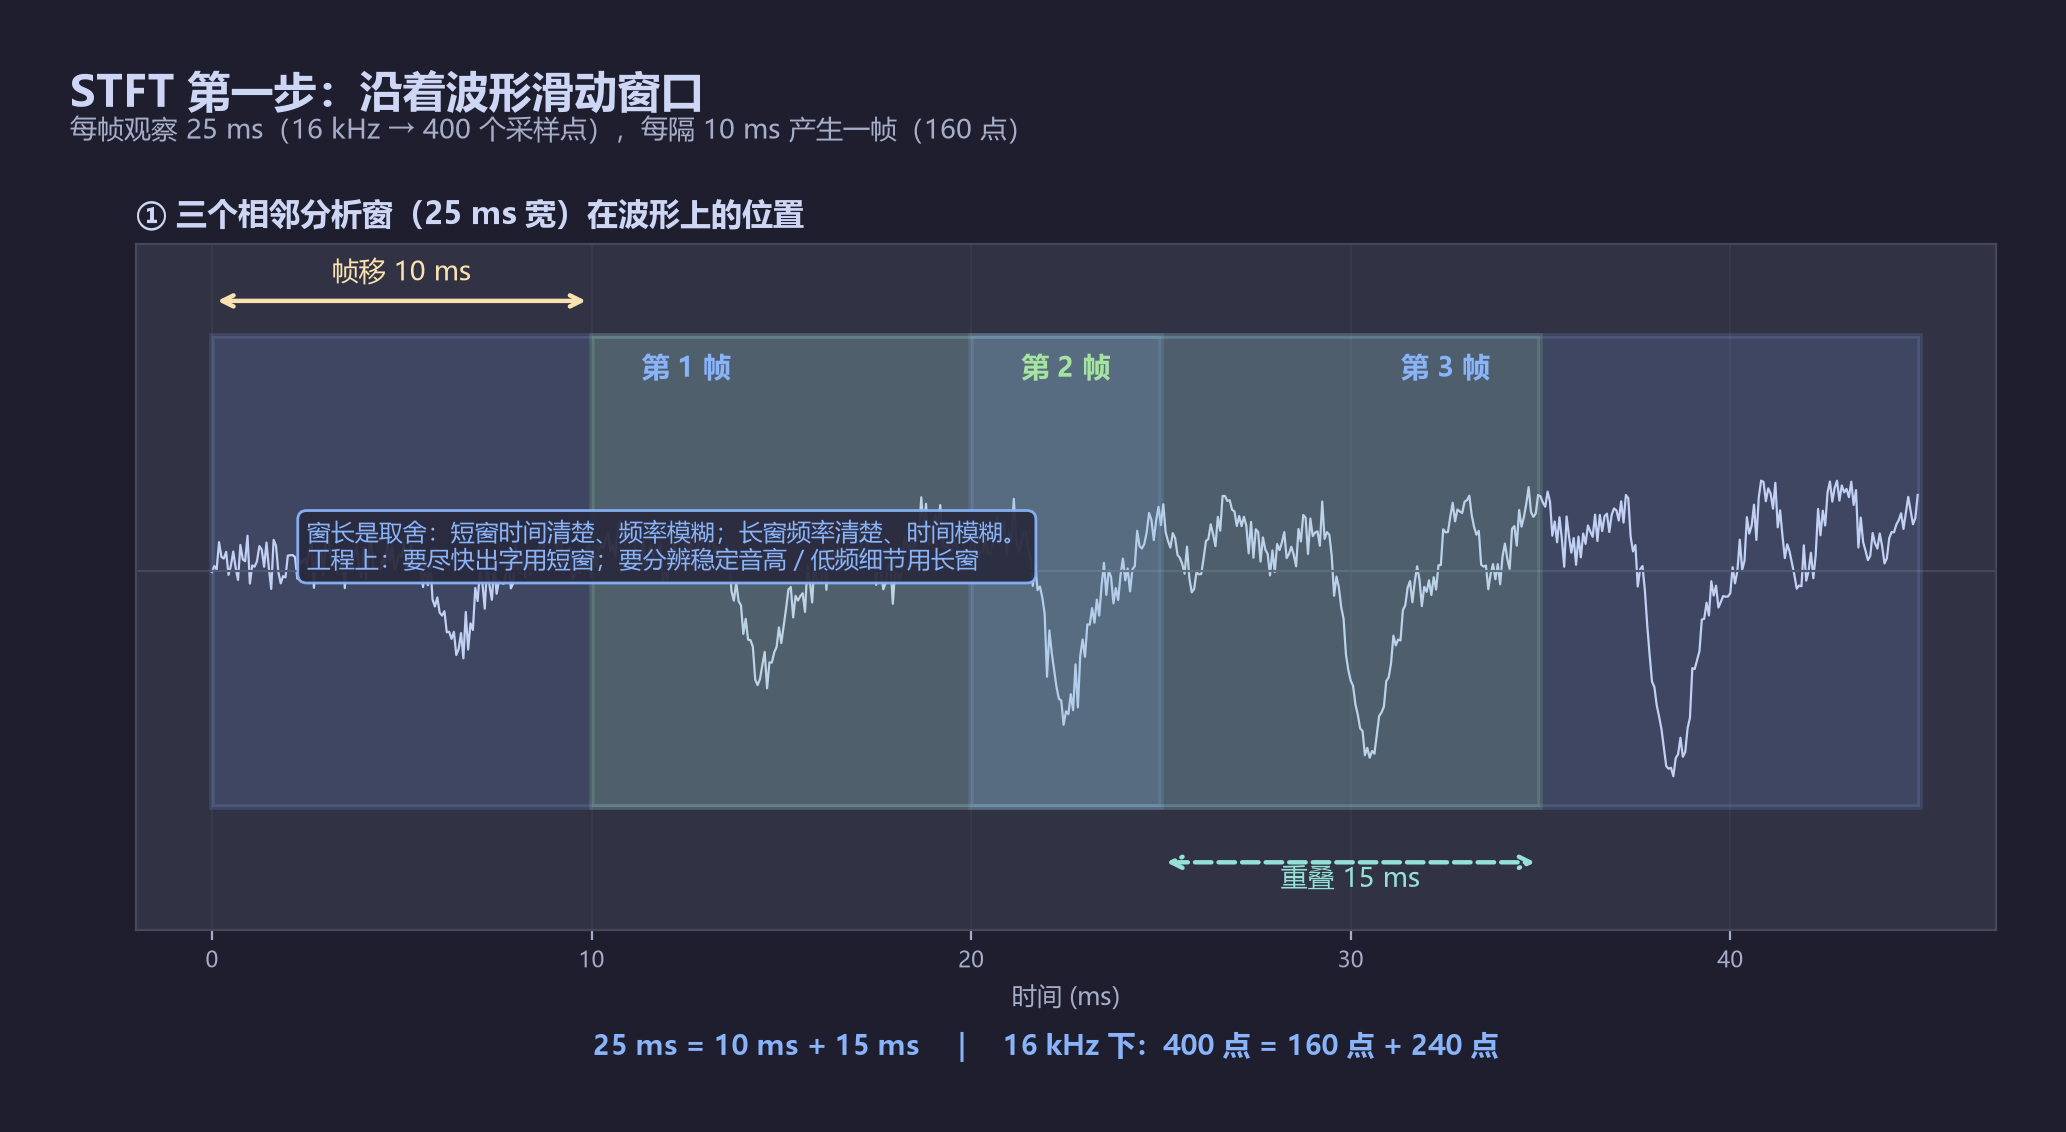 STFT 第一步：沿着波形滑动窗口
每帧观察 25 ms（16 kHz → 400 个采样点），每隔 10 ms 产生一帧（160 点）
① 三个相邻分析窗（25 ms 宽）在波形上的位置
帧移 10 ms
第 1 帧
第 2 帧
第 3 帧
窗长是取舍：短窗时间清楚、频率模糊；长窗频率清楚、时间模糊。
工程上：要尽快出字用短窗；要分辨稳定音高 / 低频细节用长窗
重叠 15 ms
0
10
20
30
40
时间 (ms)
25 ms = 10 ms + 15 ms | 16 kHz 下：400 点 = 160 点 + 240 点